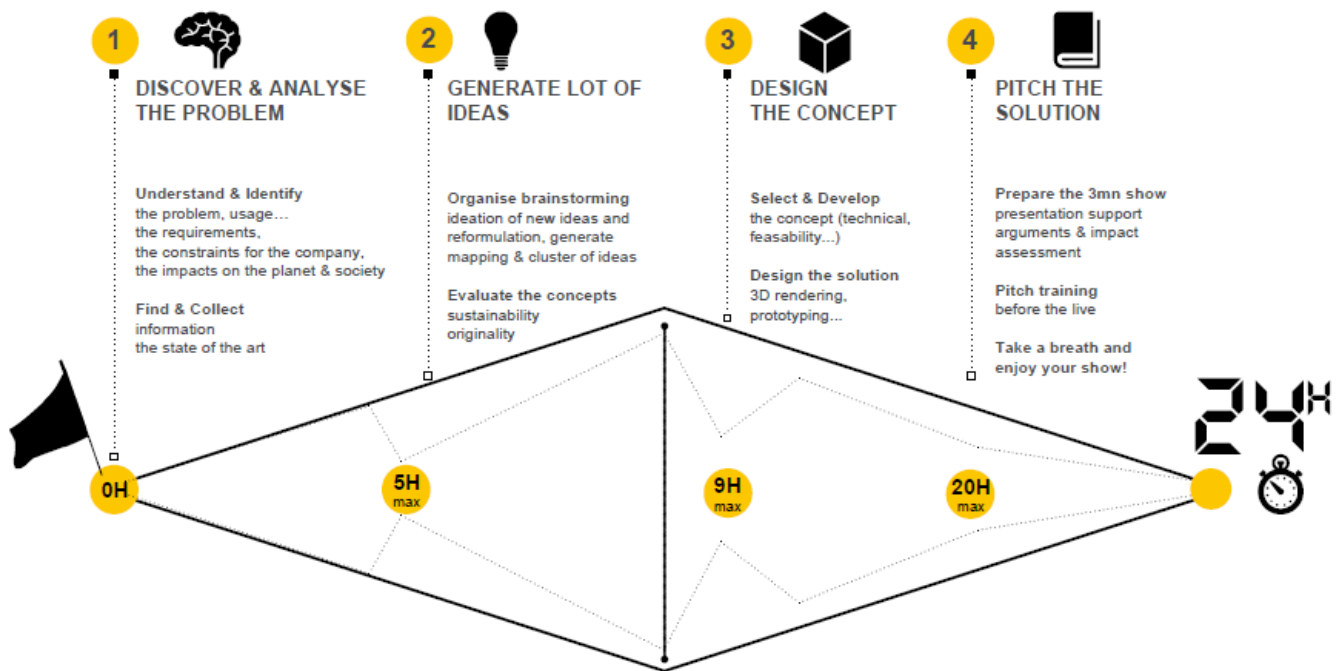 1
DISCOVER & ANALYSE
THE PROBLEM
Understand & Identify
the problem, usage...
the requirements,
the constraints for the company,
the impacts on the planet & society
Find & Collect
information
the state of the art
2
GENERATE LOT OF
IDEAS
Organise brainstorming
ideation of new ideas and
reformulation, generate
mapping & cluster of ideas
Evaluate the concepts
sustainability
originality
3
DESIGN
THE CONCEPT
Select & Develop
the concept (technical,
feasability...)
Design the solution
3D rendering,
prototyping...
4
PITCH THE
SOLUTION
Prepare the 3mn show
presentation support
arguments & impact
assessment
Pitch training
before the live
Take a breath and
enjoy your show!
0H
5H
max
9H
max
20H
max
24H